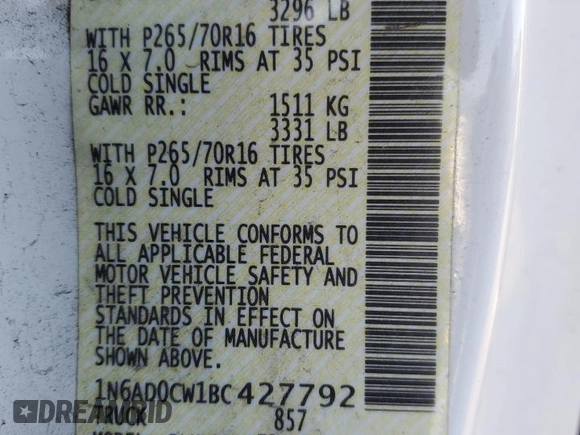 3296 LB
WITH P265/70R16 TIRES
16 X 7.0 RIMS AT 35 PSI
COLD SINGLE
GAWR RR.: 1511 KG
3331 LB
WITH P265/70R16 TIRES
16 X 7.0 RIMS AT 35 PSI
COLD SINGLE
THIS VEHICLE CONFORMS TO
ALL APPLICABLE FEDERAL
MOTOR VEHICLE SAFETY AND
THEFT PREVENTION
STANDARDS IN EFFECT ON
THE DATE OF MANUFACTURE
SHOWN ABOVE.
1N6AD0CW1BC427792
TRUCK 857
DREAMBID